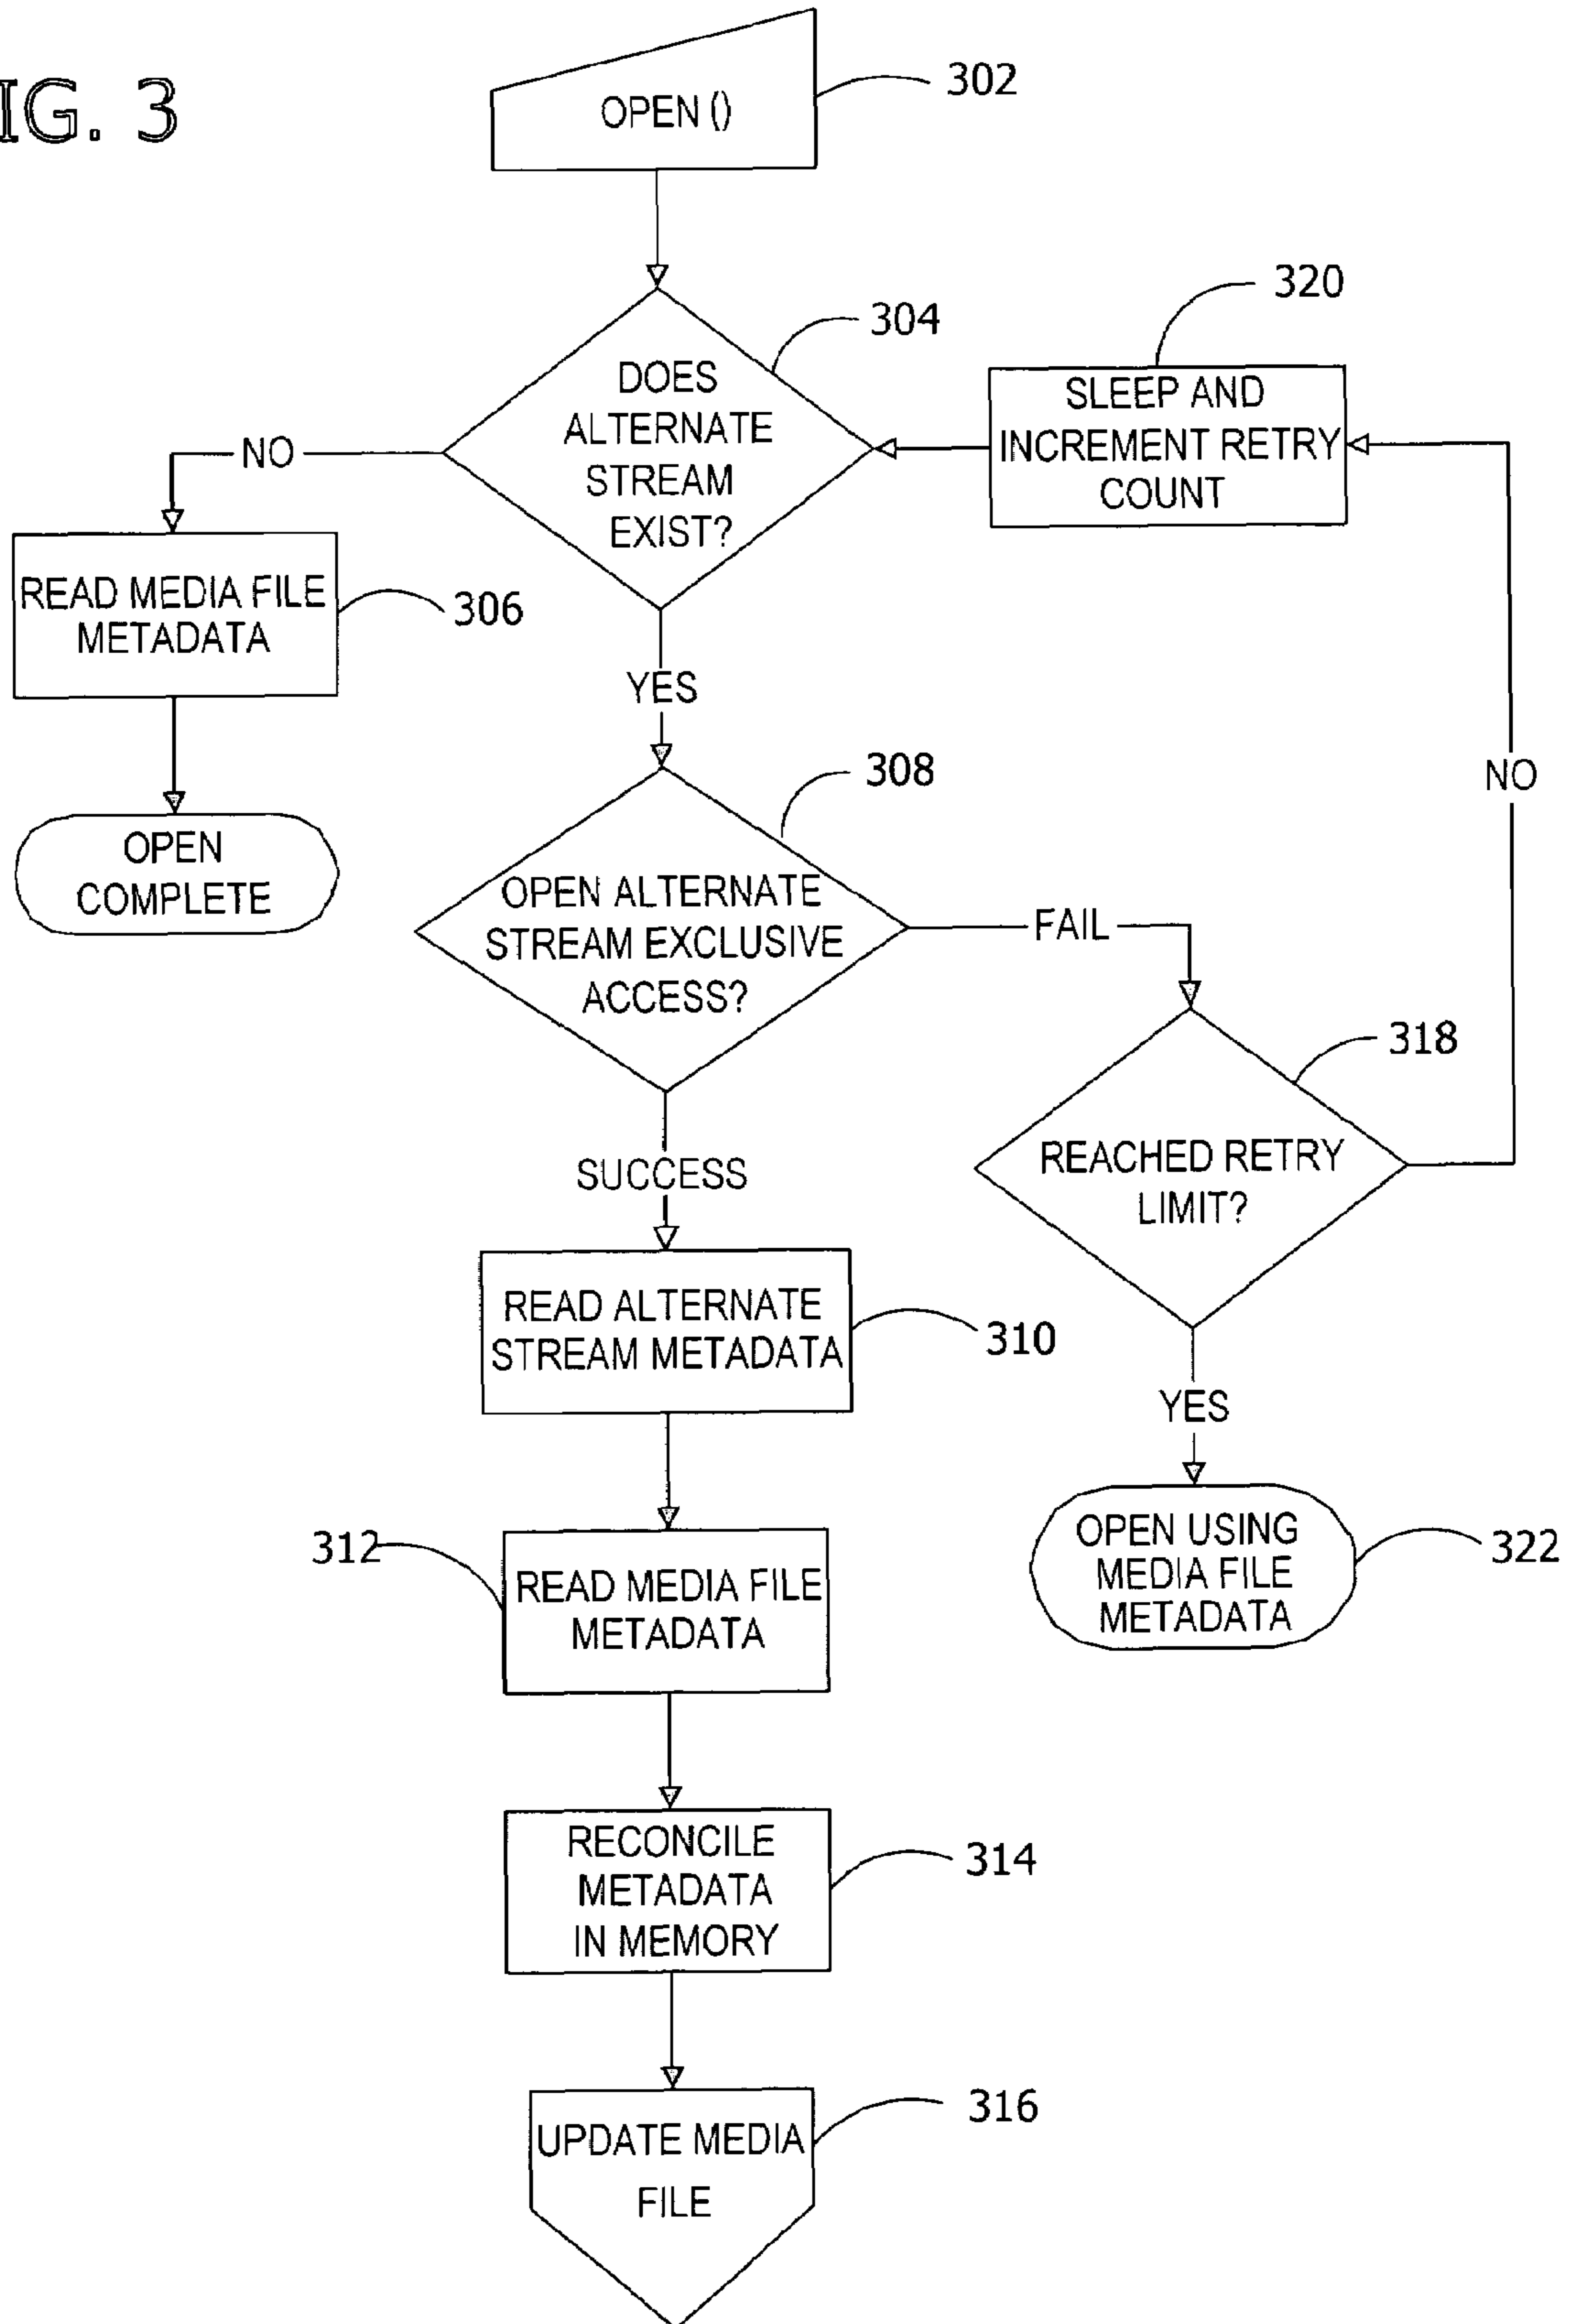 IG. 3
OPEN ()
302
DOES
ALTERNATE
STREAM
EXIST?
304
SLEEP AND
INCREMENT RETRY
COUNT
320
NO
READ MEDIA FILE
METADATA
306
OPEN
COMPLETE
YES
OPEN ALTERNATE
STREAM EXCLUSIVE
ACCESS?
308
FAIL
NO
REACHED RETRY
LIMIT?
318
SUCCESS
READ ALTERNATE
STREAM METADATA
310
YES
OPEN USING
MEDIA FILE
METADATA
322
312
READ MEDIA FILE
METADATA
RECONCILE
METADATA
IN MEMORY
314
UPDATE MEDIA
FILE
316